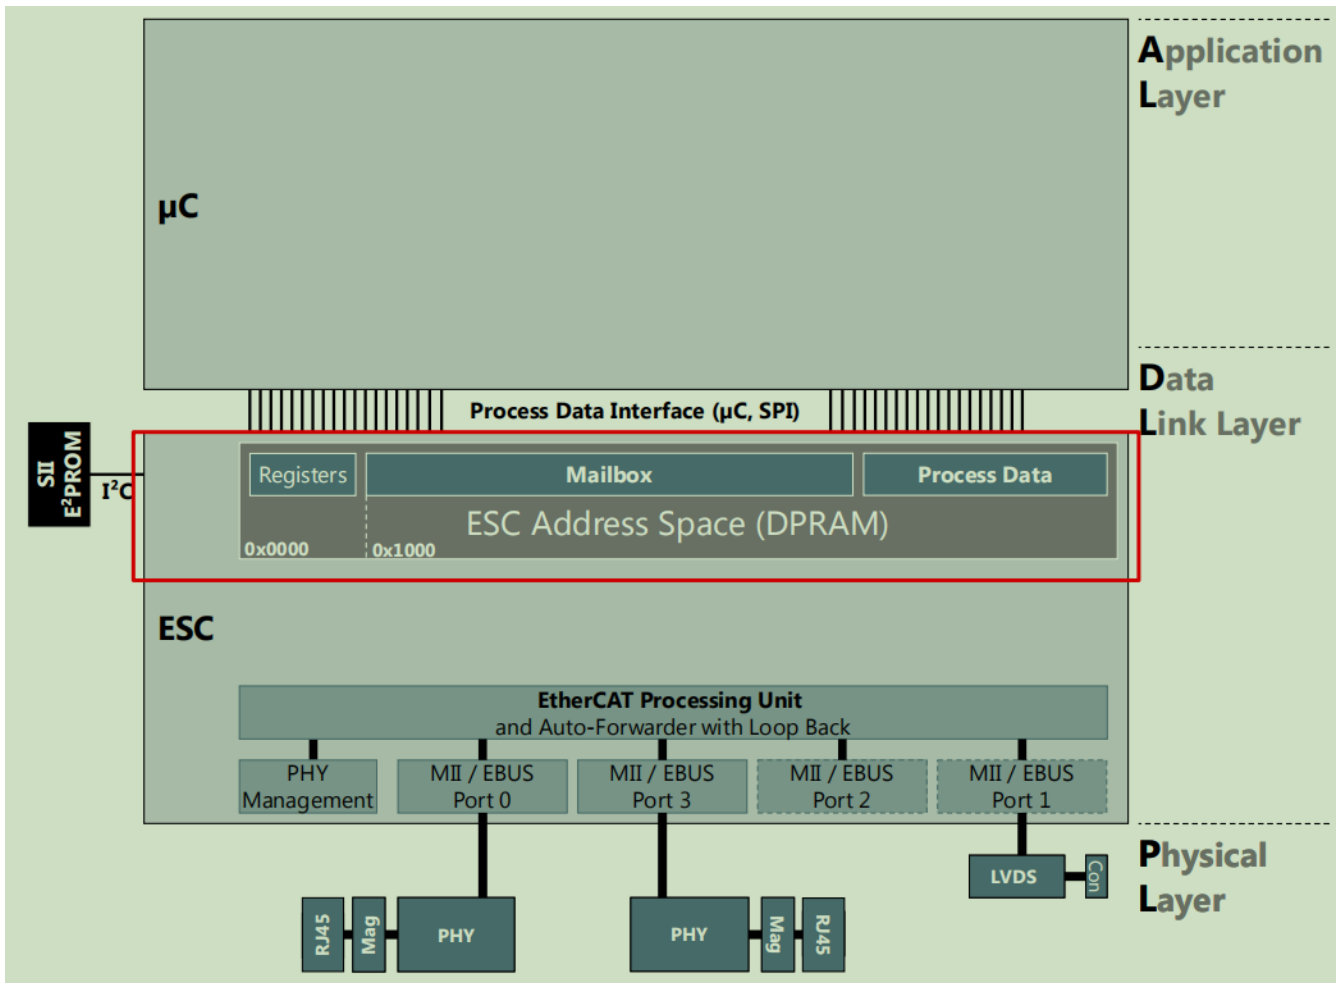 Application
Layer
µC
Data
Link Layer
Process Data Interface (µC, SPI)
SII
E²PROM
I²C
Registers
Mailbox
Process Data
ESC Address Space (DPRAM)
0x0000
0x1000
ESC
EtherCAT Processing Unit
and Auto-Forwarder with Loop Back
PHY
Management
MII / EBUS
Port 0
MII / EBUS
Port 3
MII / EBUS
Port 2
MII / EBUS
Port 1
Physical
Layer
LVDS
Con
RJ45
Mag
PHY
PHY
Mag
RJ45